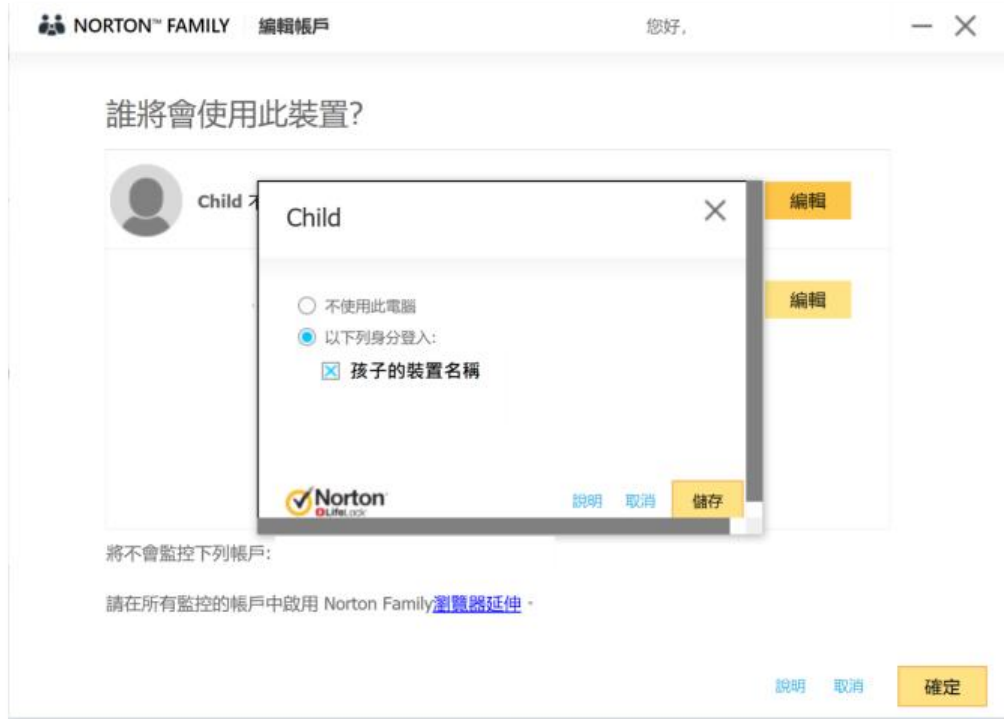 NORTON™ FAMILY 編輯帳戶 您好,
誰將會使用此裝置?
Child 編輯
Child
編輯
不使用此電腦
以下列身分登入:
孩子的裝置名稱
Norton
LifeLock
說明 取消 儲存
將不會監控下列帳戶:
請在所有監控的帳戶中啟用 Norton Family瀏覽器延伸。
說明 取消 確定